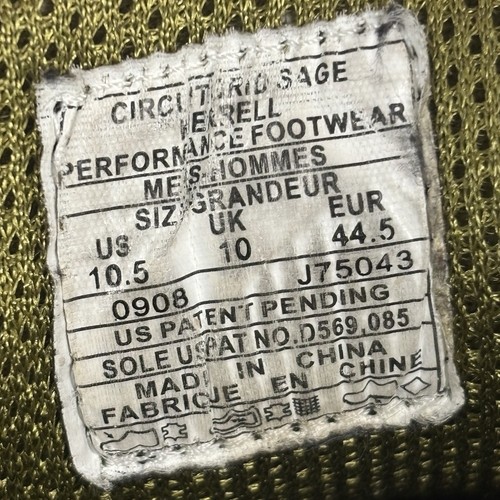 CIRCUIT GRID SAGE
MERRELL
PERFORMANCE FOOTWEAR
MENS HOMMES
SIZE GRANDEUR
US UK EUR
10.5 10 44.5
0908 J75043
US PATENT PENDING
SOLE US PAT NO.D569,085
MADE IN CHINA
FABRIQUE EN CHINE